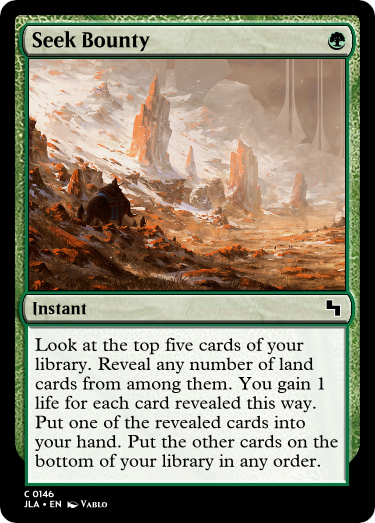 Seek Bounty
Instant
Look at the top five cards of your
library. Reveal any number of land
cards from among them. You gain 1
life for each card revealed this way.
Put one of the revealed cards into
your hand. Put the other cards on the
bottom of your library in any order.
C 0146
JLA • EN Vablo